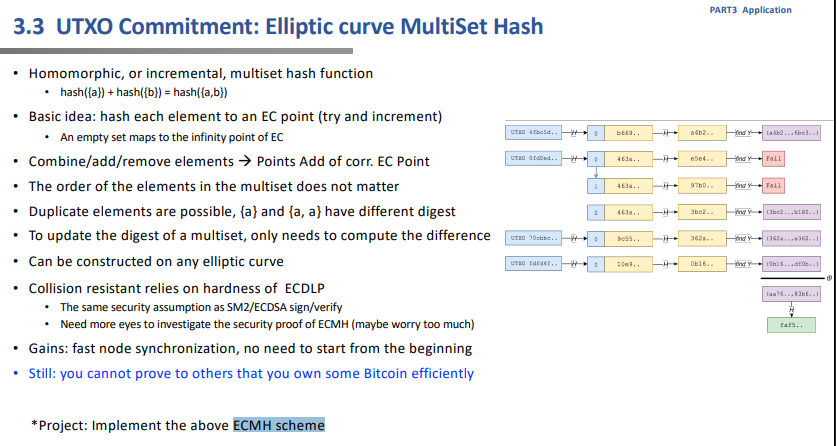 PART3 Application
3.3 UTXO Commitment: Elliptic curve MultiSet Hash
• Homomorphic, or incremental, multiset hash function
• hash({a}) + hash({b}) = hash({a,b})
• Basic idea: hash each element to an EC point (try and increment)
• An empty set maps to the infinity point of EC
• Combine/add/remove elements → Points Add of corr. EC Point
• The order of the elements in the multiset does not matter
• Duplicate elements are possible, {a} and {a, a} have different digest
• To update the digest of a multiset, only needs to compute the difference
• Can be constructed on any elliptic curve
• Collision resistant relies on hardness of ECDLP
• The same security assumption as SM2/ECDSA sign/verify
• Need more eyes to investigate the security proof of ECMH (maybe worry too much)
• Gains: fast node synchronization, no need to start from the beginning
• Still: you cannot prove to others that you own some Bitcoin efficiently
*Project: Implement the above ECMH scheme
UTXO 4fbc1d.. H 0 b669.. H a4b2.. find Y (a4b2..,6bc3..)
UTXO 0fd0ed.. H 0 463a.. H e5e4.. find Y Fail
1 463a.. H 97b0.. find Y Fail
2 463a.. H 3bc2.. find Y (3bc2..,b180..)
UTXO 70cbbc.. H 0 9c55.. H 362a.. find Y (362a..,e362..)
UTXO fdfd4f.. H 0 10e9.. H 0b16.. find Y (0b16..,df0b..)
⊕
(aa76..,83b6..)
H
faf5..